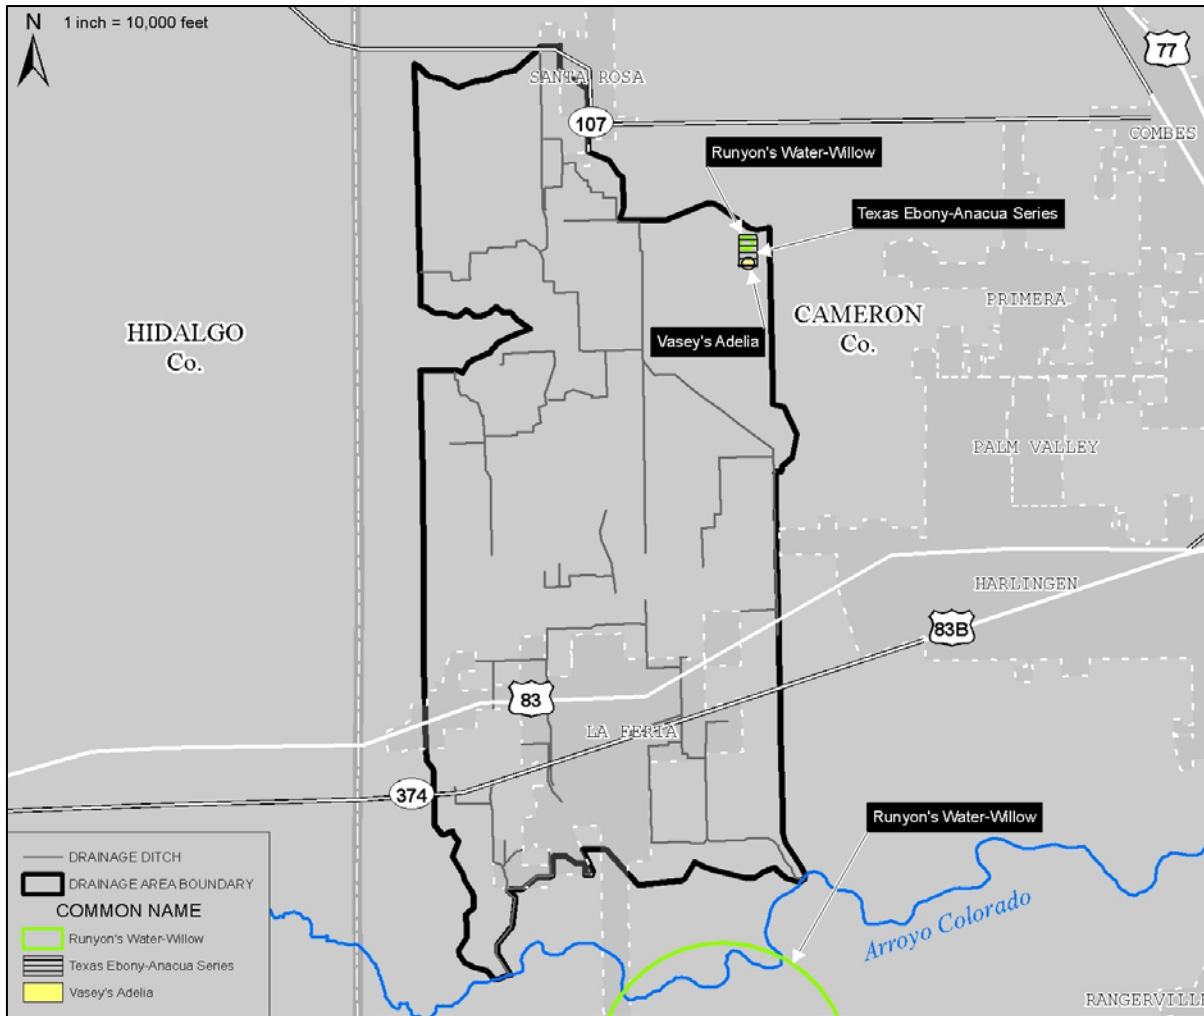 N
1 inch = 10,000 feet
77
SANTA ROSA
107
COMBES
Runyon's Water-Willow
Texas Ebony-Anacua Series
PRIMERA
HIDALGO
Co.
CAMERON
Co.
Vasey's Adelia
PALM VALLEY
HARLINGEN
83B
83
LA FERIA
374
Runyon's Water-Willow
DRAINAGE DITCH
DRAINAGE AREA BOUNDARY
COMMON NAME
Runyon's Water-Willow
Texas Ebony-Anacua Series
Vasey's Adelia
Arroyo Colorado
RANGERVILLE